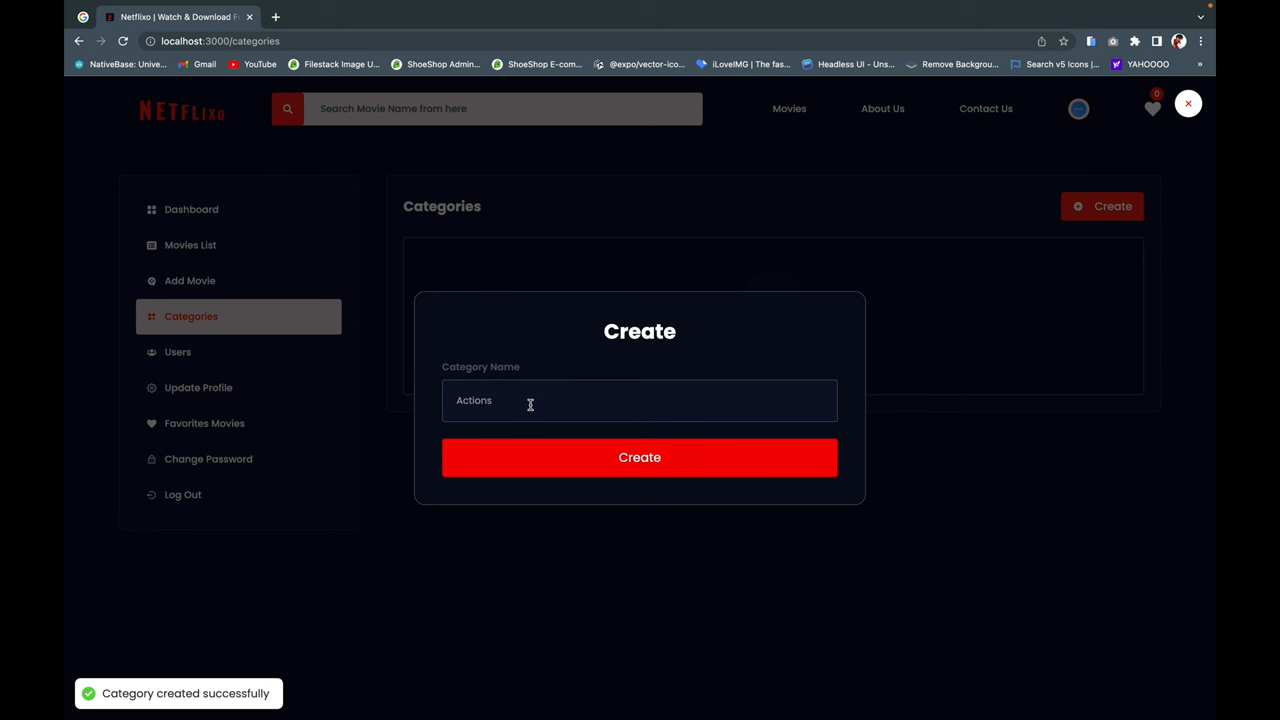 Netflixo | Watch & Download F
localhost:3000/categories
NativeBase: Unive...
Gmail
YouTube
Filestack Image U...
ShoeShop Admin,...
ShoeShop E-com...
@expo/vector-ico...
iLoveIMG | The fas...
Headless UI - Uns...
Remove Backgrou...
Search v5 Icons |...
YAHOOOO
»
NETFLIXO
Search Movie Name from here
Movies
About Us
Contact Us
0
Dashboard
Movies List
Add Movie
Categories
Users
Update Profile
Favorites Movies
Change Password
Log Out
Categories
Create
Create
Category Name
Actions
Create
Category created successfully